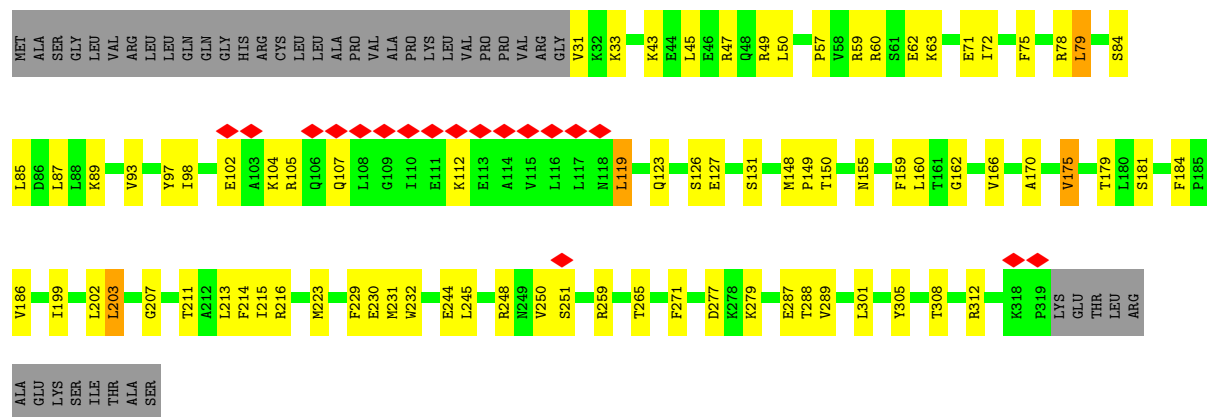 MET ALA SER GLY LEU VAL ARG LEU LEU GLN GLN GLY HIS ARG CYS LEU LEU ALA PRO VAL ALA PRO LYS LEU VAL PRO PRO VAL ARG GLY V31 K32 K33 K43 E44 L45 E46 R47 Q48 R49 L50 P57 V58 R59 R60 S61 E62 K63 E71 I72 F75 R78 L79 S84
L85 D86 L87 L88 K89 V93 Y97 I98 E102 A103 K104 R105 Q106 Q107 L108 G109 I110 E111 K112 E113 A114 V115 L116 L117 N118 L119 Q123 S126 E127 S131 M148 P149 T150 N155 F159 L160 T161 G162 V166 A170 V175 T179 L180 S181 F184 P185
V186 I199 L202 L203 G207 T211 A212 L213 F214 I215 R216 M223 F229 E230 M231 W232 E244 L245 R248 N249 V250 S251 R259 T265 F271 D277 K278 K279 E287 T288 V289 L301 Y305 T308 R312 K318 P319 LYS GLU THR LEU ARG
ALA GLU LYS SER ILE THR ALA SER